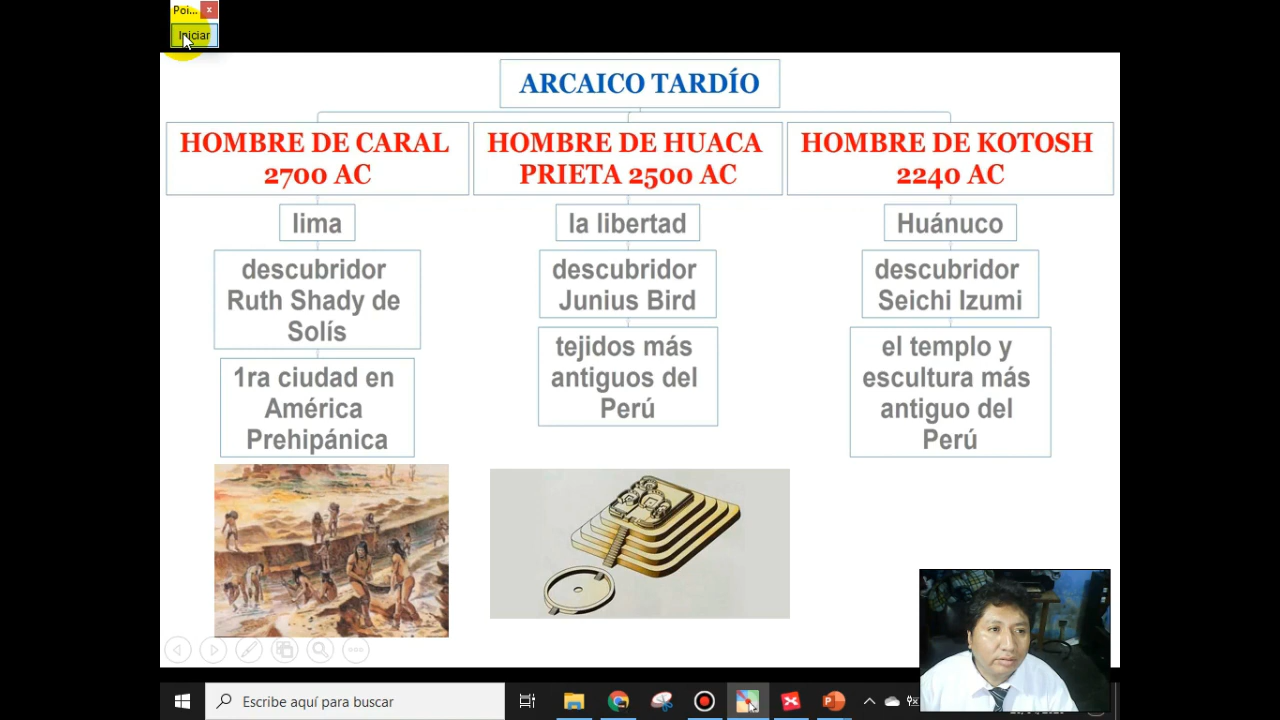 Poi...
Iniciar
ARCAICO TARDÍO
HOMBRE DE CARAL
2700 AC
HOMBRE DE HUACA
PRIETA 2500 AC
HOMBRE DE KOTOSH
2240 AC
lima
la libertad
Huánuco
descubridor
Ruth Shady de
Solís
descubridor
Junius Bird
descubridor
Seichi Izumi
1ra ciudad en
América
Prehipánica
tejidos más
antiguos del
Perú
el templo y
escultura más
antiguo del
Perú
Escribe aquí para buscar